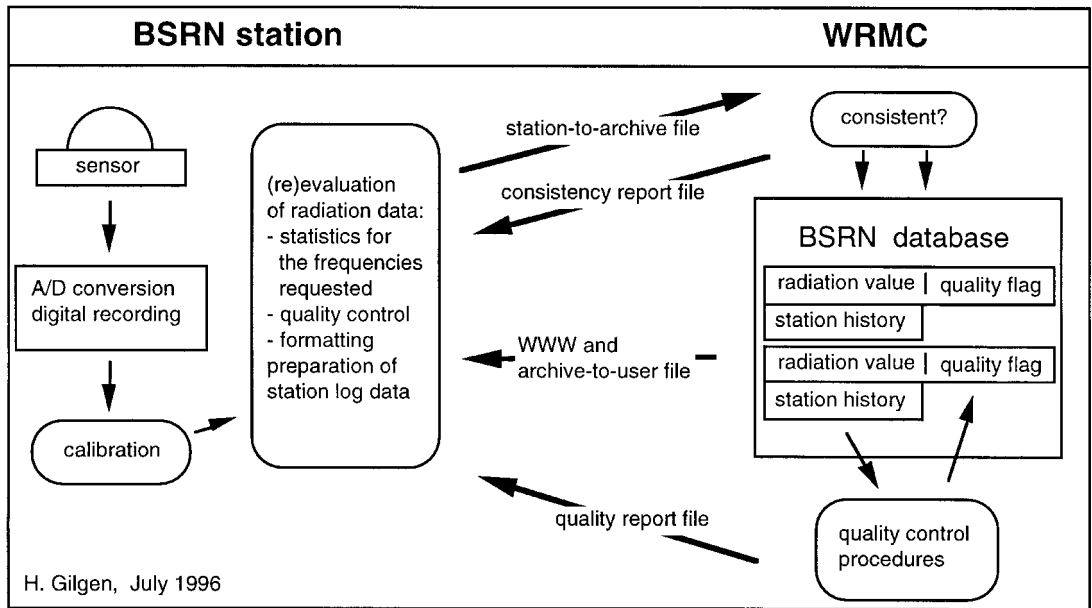 BSRN station
WRMC
sensor
A/D conversion
digital recording
calibration
(re)evaluation
of radiation data:
- statistics for
the frequencies
requested
- quality control
- formatting
preparation of
station log data
station-to-archive file
consistency report file
WWW and
archive-to-user file
quality report file
consistent?
BSRN database
radiation value | quality flag
station history
radiation value | quality flag
station history
quality control
procedures
H. Gilgen, July 1996